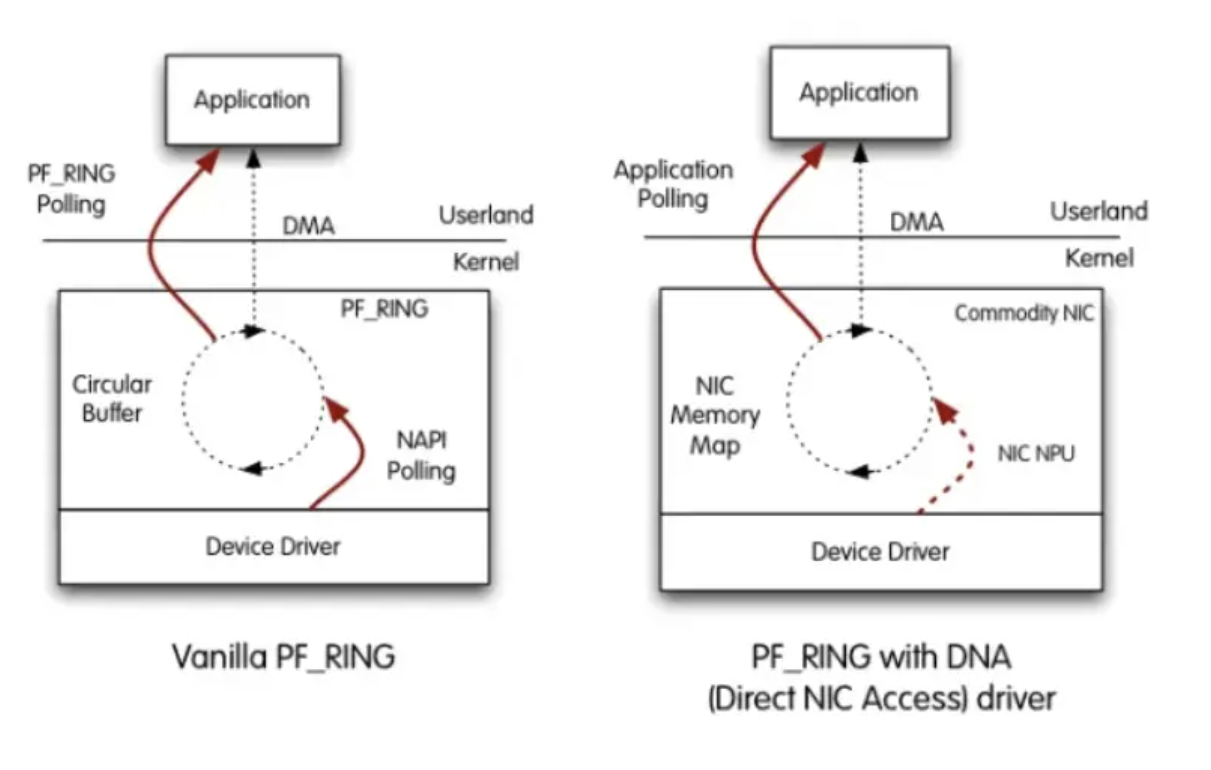 Application
PF_RING
Polling
DMA
Userland
Kernel
PF_RING
Circular
Buffer
NAPI
Polling
Device Driver
Vanilla PF_RING
Application
Application
Polling
DMA
Userland
Kernel
Commodity NIC
NIC
Memory
Map
NIC NPU
Device Driver
PF_RING with DNA
(Direct NIC Access) driver